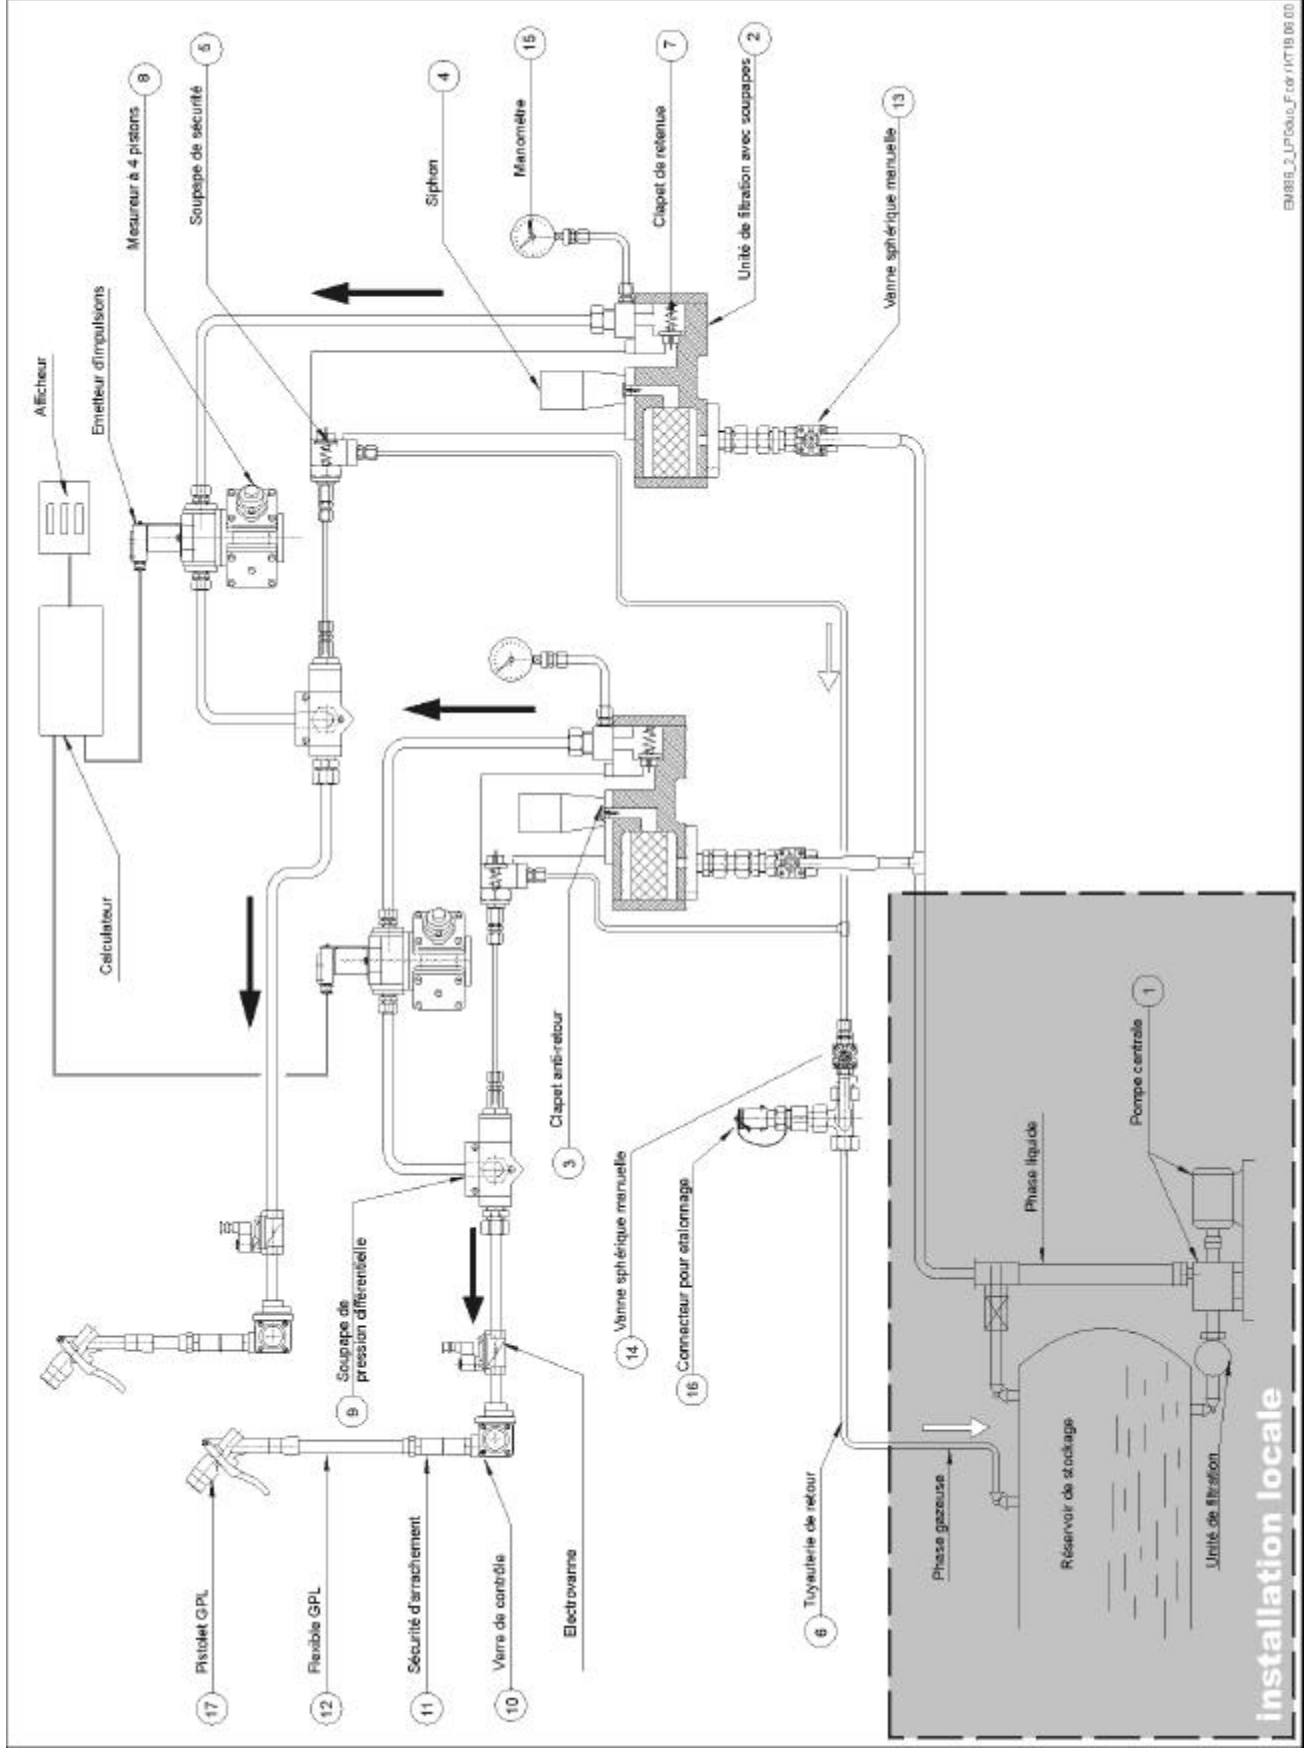 Afficheur
Emetteur d'impulsions
8
Mesureur à 4 pistons
5
Soupape de sécurité
4
Siphon
15
Manomètre
7
Clapet de retenue
2
Unité de filtration avec soupapes
13
Vanne sphérique manuelle
Calculateur
3
Clapet anti-retour
9
Soupape de
pression différentielle
14
Vanne sphérique manuelle
16
Connecteur pour etalonnage
17
Pistolet GPL
12
Flexible GPL
11
Sécurité d'arrachement
10
Verre de contrôle
Electrovanne
6
Tuyauterie de retour
Phase gazeuse
Réservoir de stockage
Unité de filtration
Phase liquide
Pompe centrale
1
installation locale